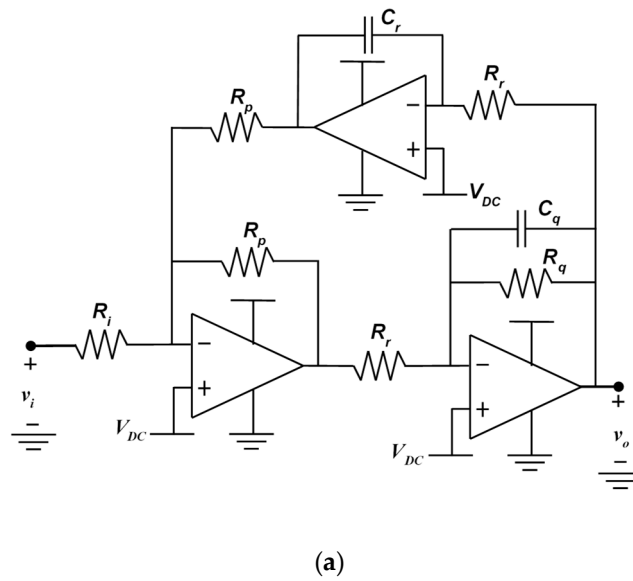 C_r
R_r
R_p
−
+
V_DC
C_q
R_p
R_q
R_i
R_r
−
+
−
+
+
v_i
−
V_DC
V_DC
+
v_o
−
(a)